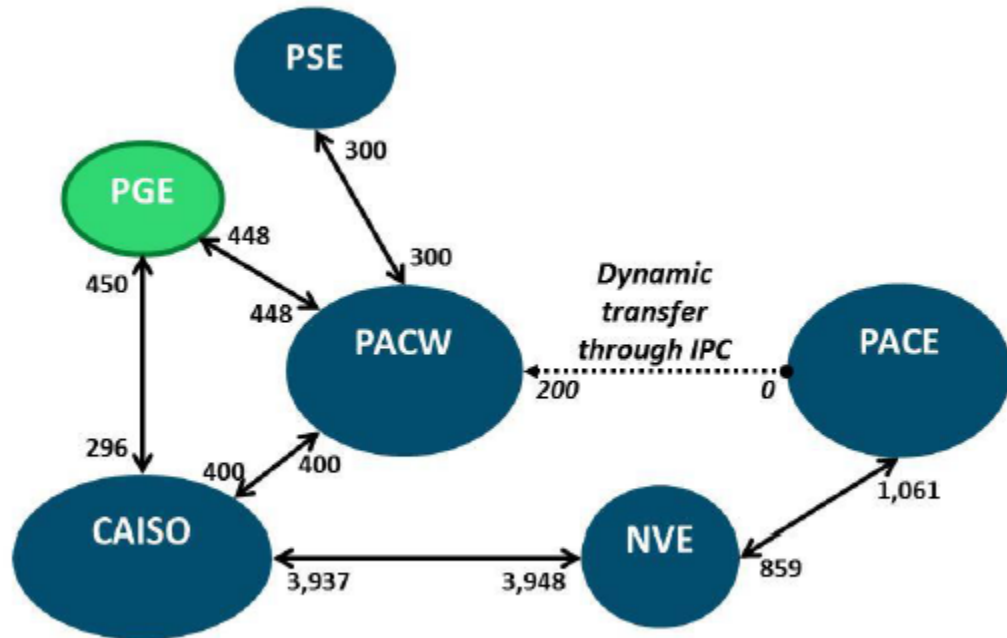 PSE
300
PGE
448
300
450
448
Dynamic
transfer
through IPC
PACW
PACE
200
0
296
400
400
1,061
CAISO
NVE
859
3,937
3,948